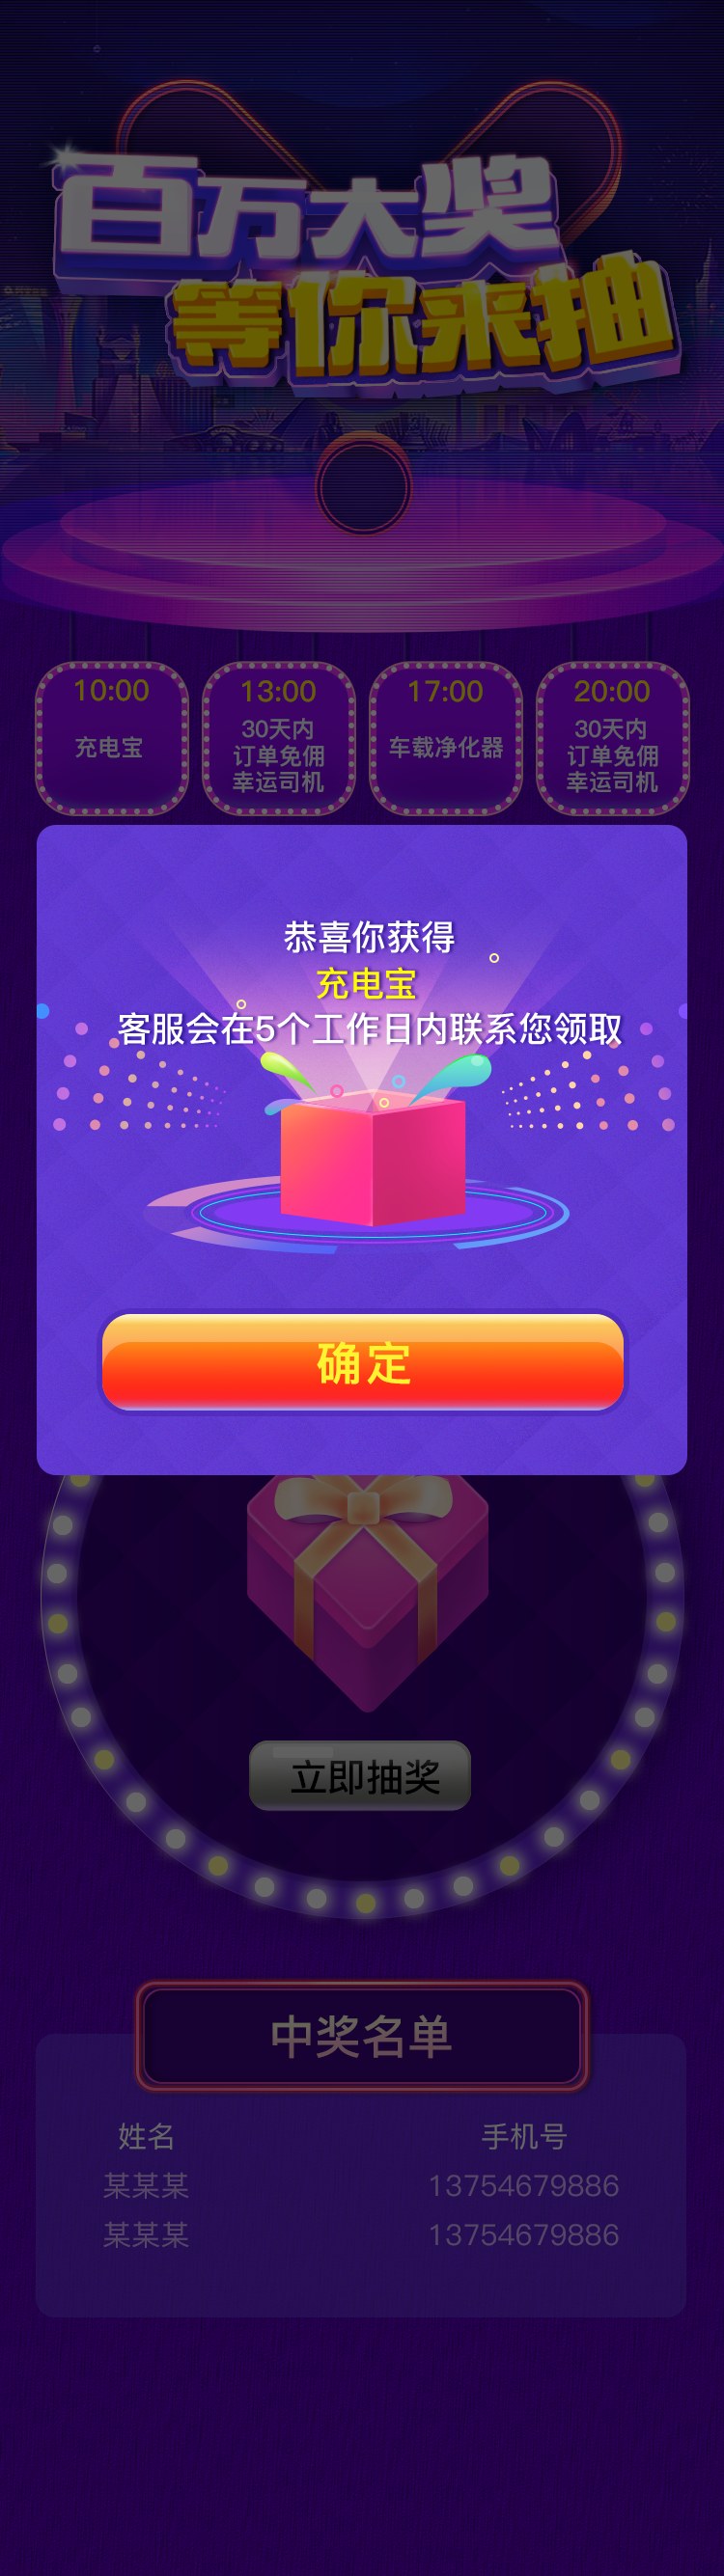 百万大奖
等你来抽
10:00
充电宝
13:00
30天内
订单免佣
幸运司机
17:00
车载净化器
20:00
30天内
订单免佣
幸运司机
恭喜你获得
充电宝
客服会在5个工作日内联系您领取
确定
立即抽奖
中奖名单
姓名 手机号
某某某 13754679886
某某某 13754679886